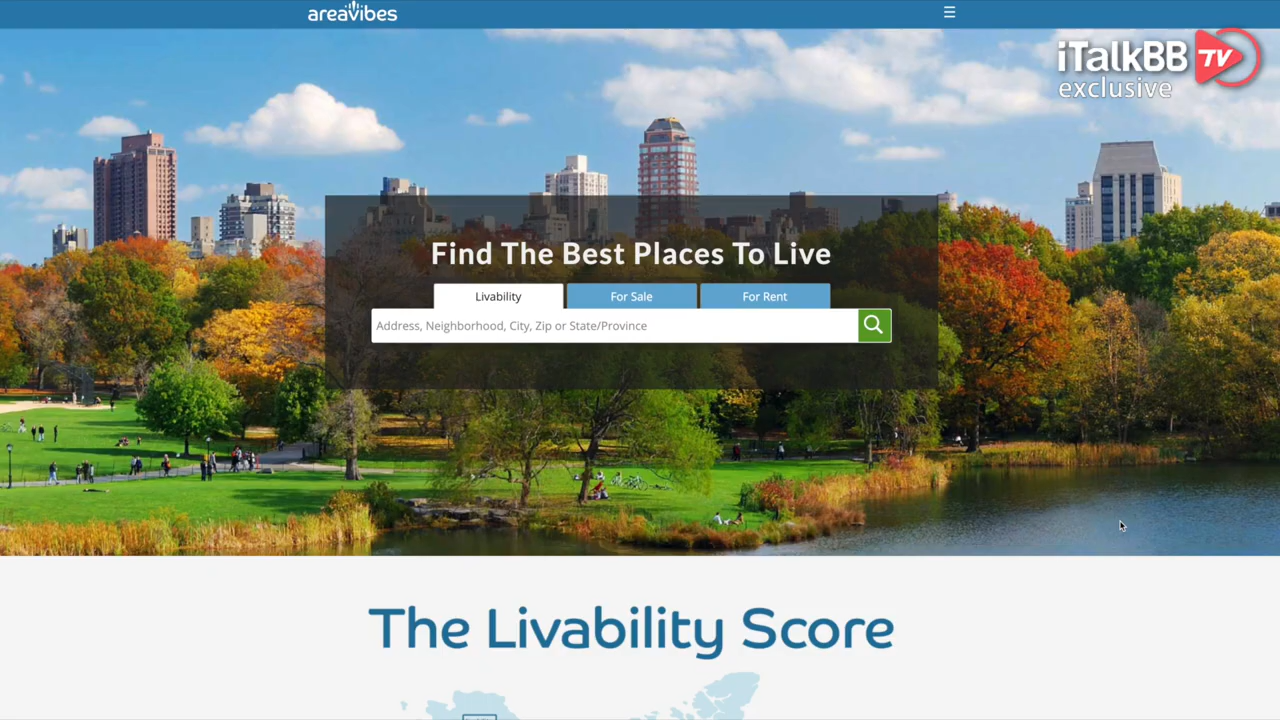 areavibes
iTalkBB TV
exclusive
Find The Best Places To Live
Livability
For Sale
For Rent
Address, Neighborhood, City, Zip or State/Province
The Livability Score